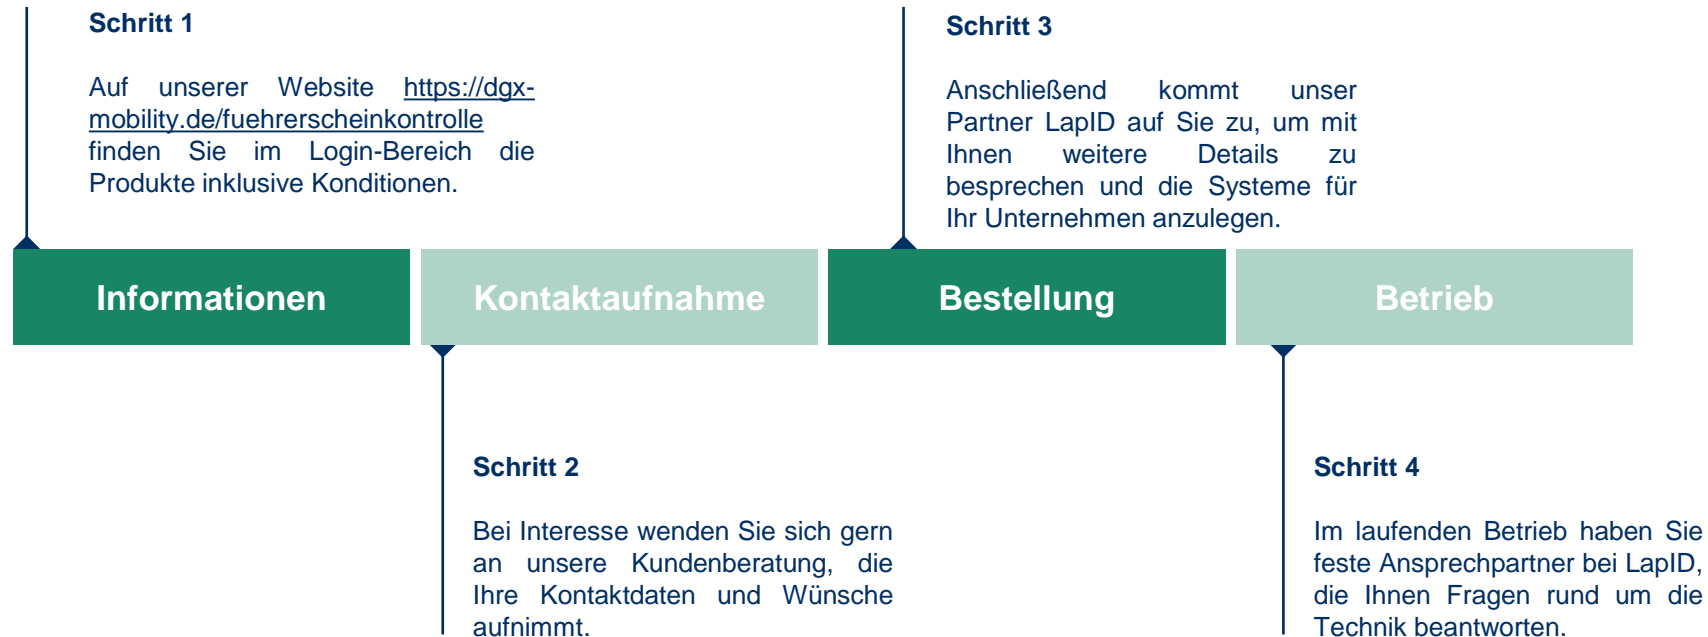 Schritt 1
Auf unserer Website https://dgx-
mobility.de/fuehrerscheinkontrolle
finden Sie im Login-Bereich die
Produkte inklusive Konditionen.
Schritt 3
Anschließend kommt unser
Partner LapID auf Sie zu, um mit
Ihnen weitere Details zu
besprechen und die Systeme für
Ihr Unternehmen anzulegen.
Informationen
Kontaktaufnahme
Bestellung
Betrieb
Schritt 2
Bei Interesse wenden Sie sich gern
an unsere Kundenberatung, die
Ihre Kontaktdaten und Wünsche
aufnimmt.
Schritt 4
Im laufenden Betrieb haben Sie
feste Ansprechpartner bei LapID,
die Ihnen Fragen rund um die
Technik beantworten.